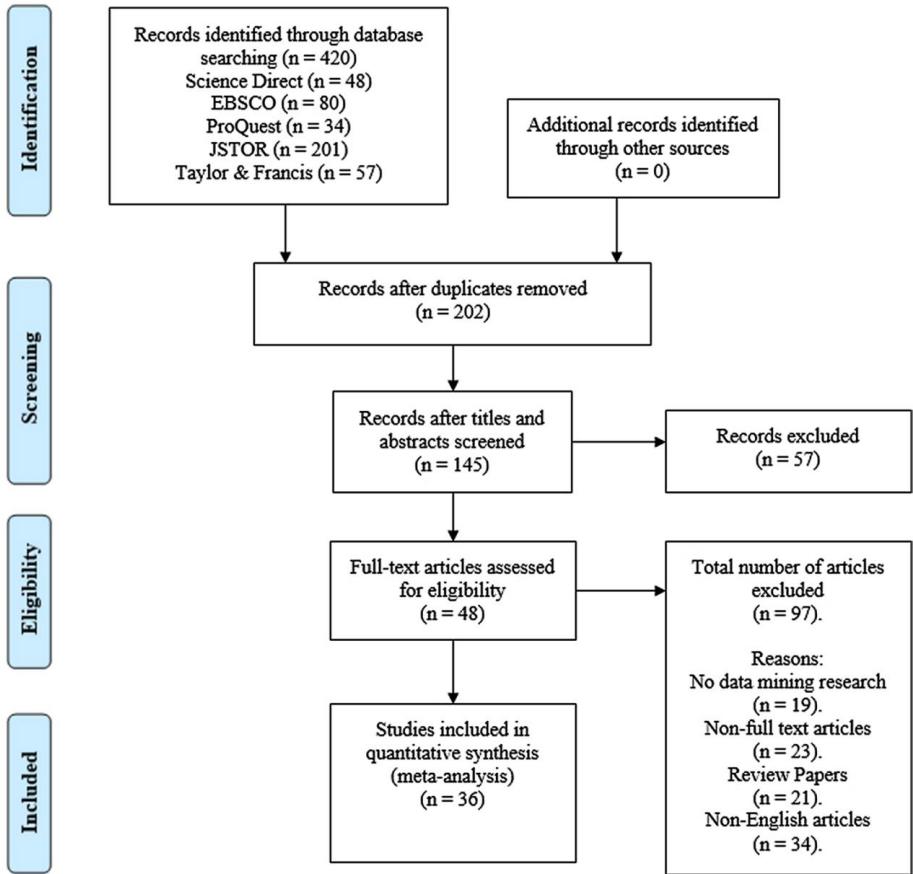 Identification
Records identified through database
searching (n = 420)
Science Direct (n = 48)
EBSCO (n = 80)
ProQuest (n = 34)
JSTOR (n = 201)
Taylor & Francis (n = 57)
Additional records identified
through other sources
(n = 0)
Screening
Records after duplicates removed
(n = 202)
Records after titles and
abstracts screened
(n = 145)
Records excluded
(n = 57)
Eligibility
Full-text articles assessed
for eligibility
(n = 48)
Total number of articles
excluded
(n = 97).
Reasons:
No data mining research
(n = 19).
Non-full text articles
(n = 23).
Review Papers
(n = 21).
Non-English articles
(n = 34).
Included
Studies included in
quantitative synthesis
(meta-analysis)
(n = 36)